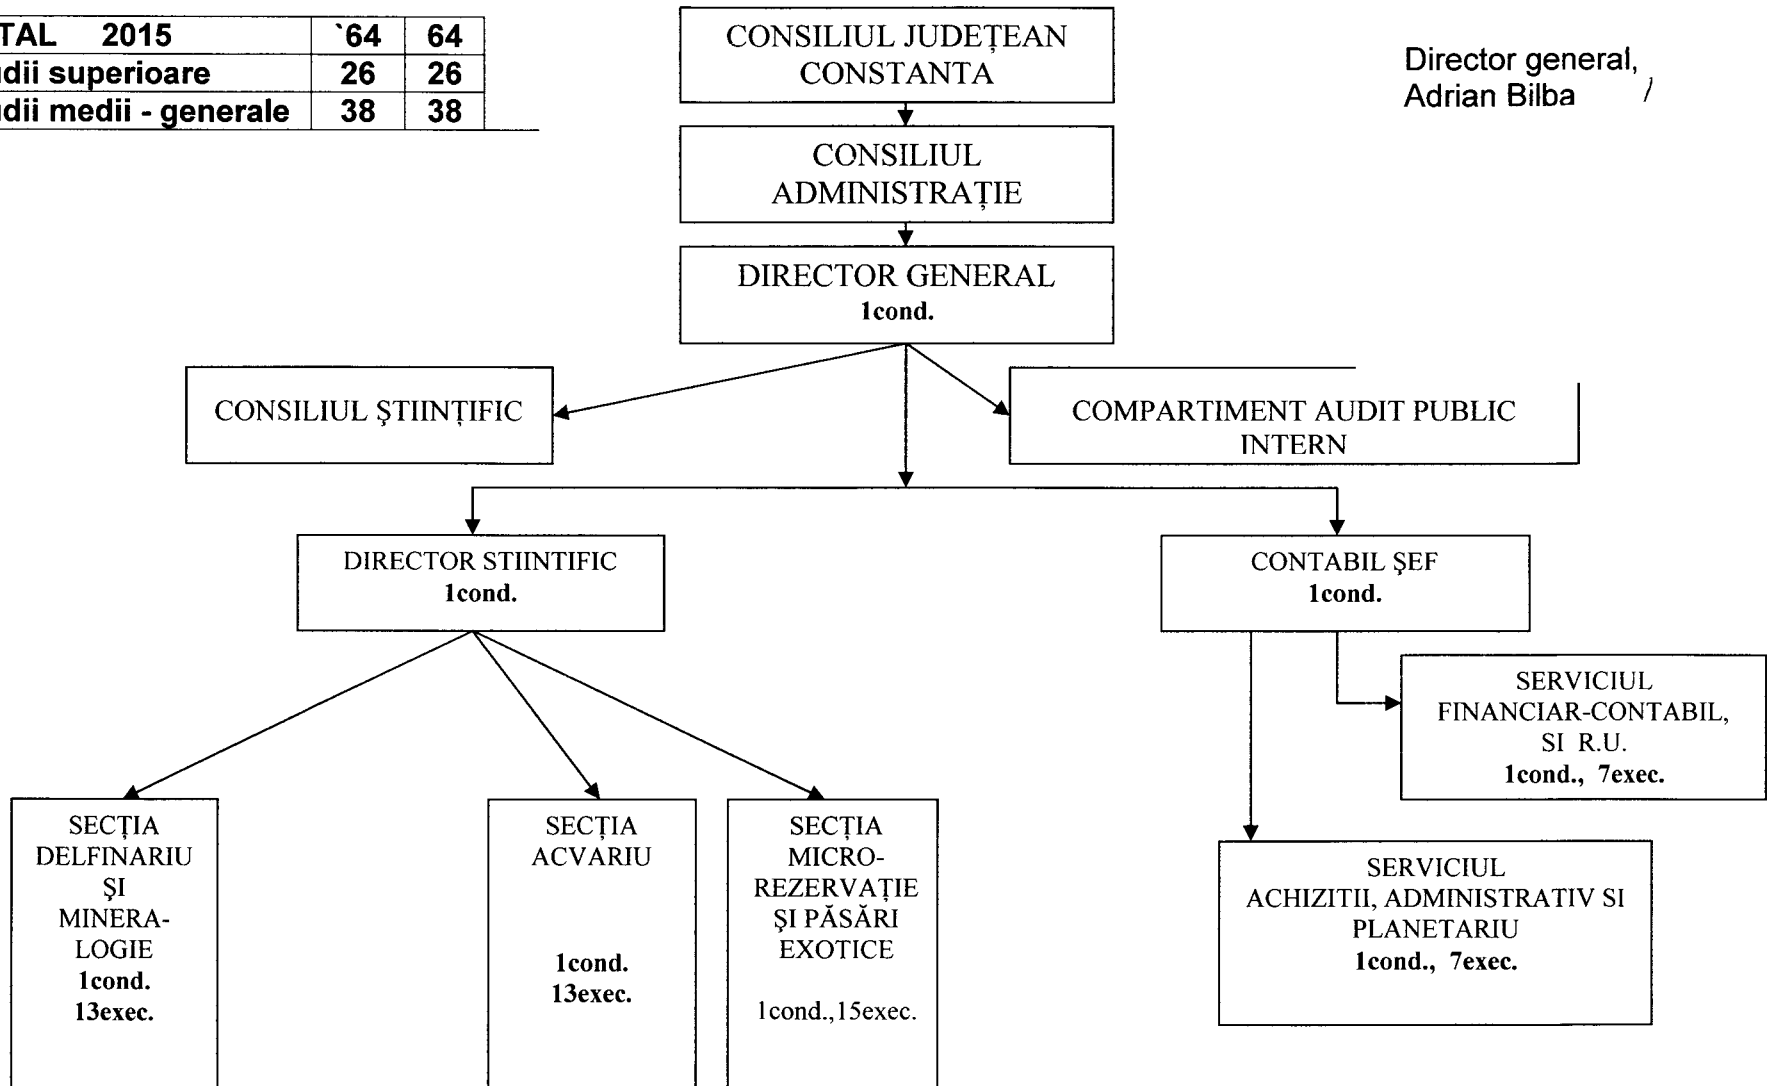 TAL 2015 `64 64
udii superioare 26 26
udii medii - generale 38 38
CONSILIUL JUDEȚEAN
CONSTANTA
Director general,
Adrian Bilba
CONSILIUL
ADMINISTRAȚIE
DIRECTOR GENERAL
1cond.
CONSILIUL ŞTIINȚIFIC
COMPARTIMENT AUDIT PUBLIC
INTERN
DIRECTOR STIINTIFIC
1cond.
CONTABIL ŞEF
1cond.
SERVICIUL
FINANCIAR-CONTABIL,
SI R.U.
1cond., 7exec.
SECȚIA
DELFINARIU
ŞI
MINERA-
LOGIE
1cond.
13exec.
SECȚIA
ACVARIU
1cond.
13exec.
SECȚIA
MICRO-
REZERVAȚIE
ŞI PĂSĂRI
EXOTICE
1cond.,15exec.
SERVICIUL
ACHIZITII, ADMINISTRATIV SI
PLANETARIU
1cond., 7exec.